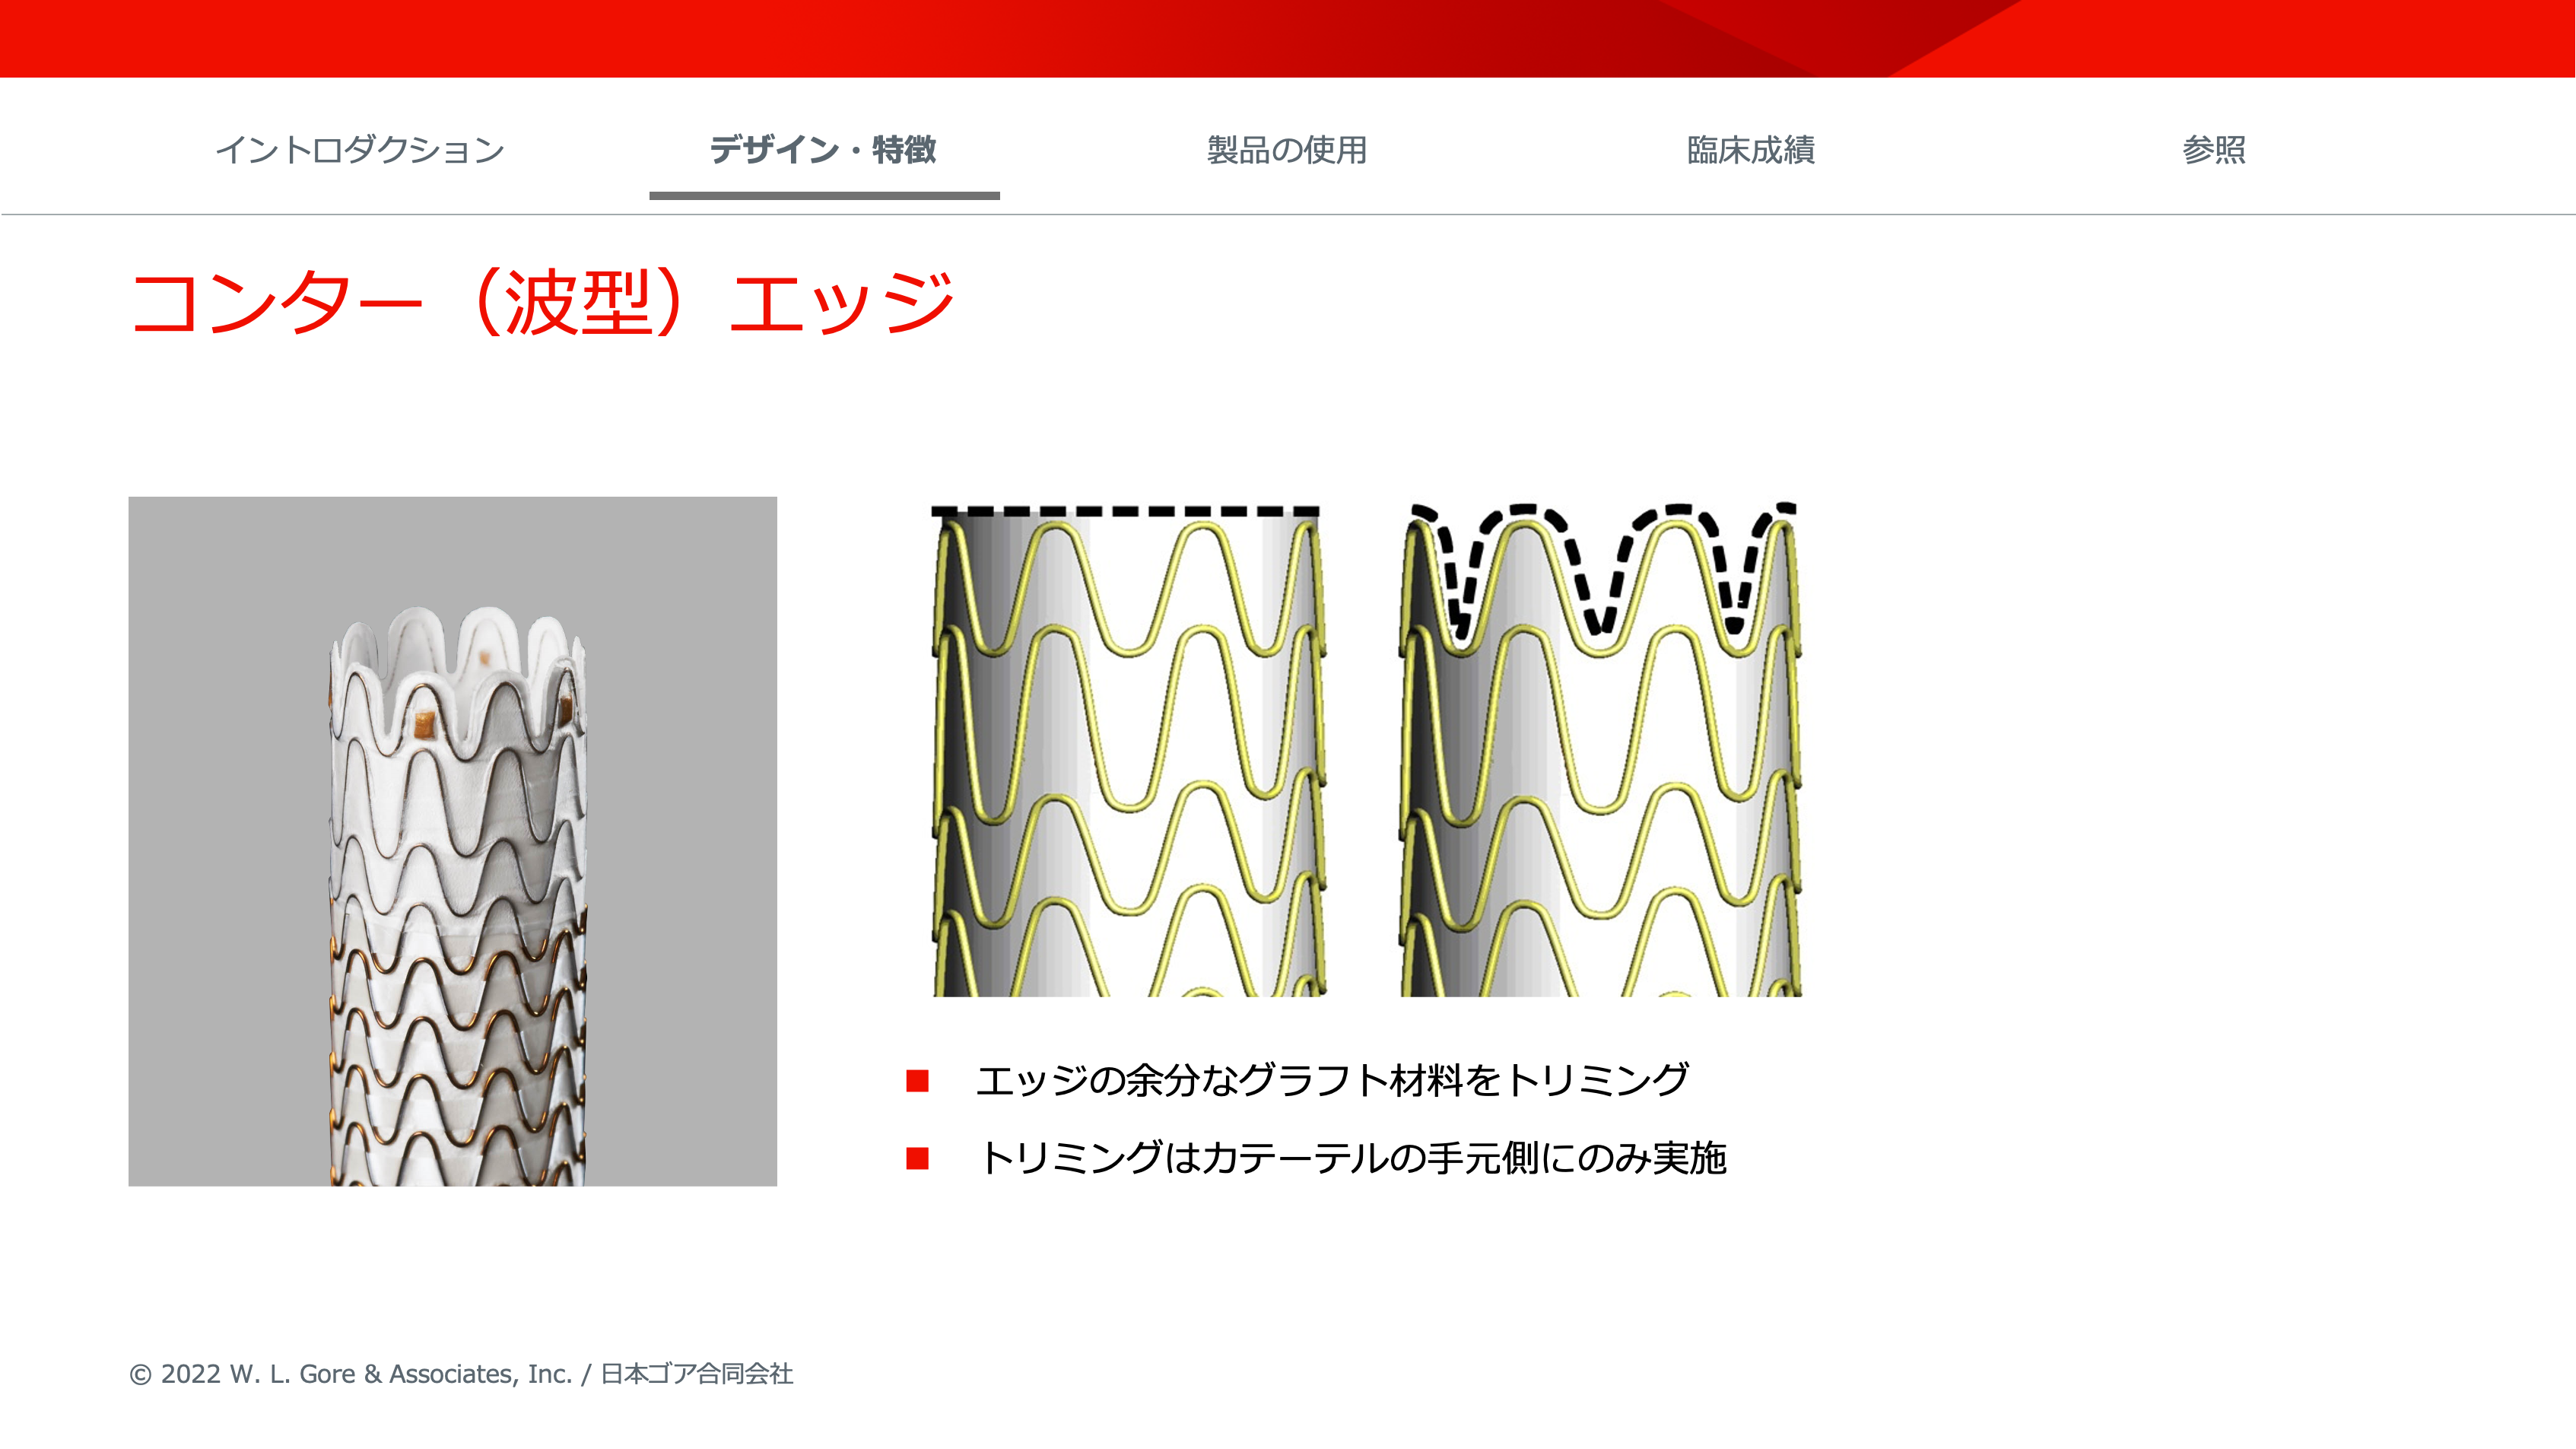 イントロダクション
デザイン・特徴
製品の使用
臨床成績
参照
コンター（波型）エッジ
エッジの余分なグラフト材料をトリミング
トリミングはカテーテルの手元側にのみ実施
© 2022 W. L. Gore & Associates, Inc. / 日本ゴア合同会社